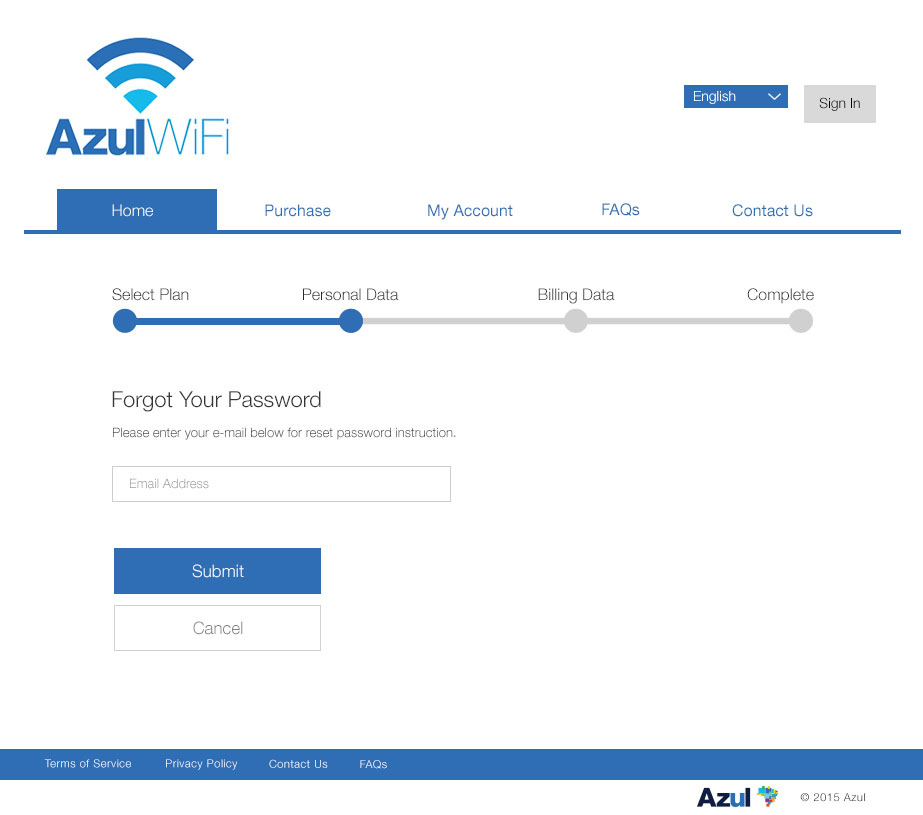 AzulWiFi
English
Sign In
Home
Purchase
My Account
FAQs
Contact Us
Select Plan
Personal Data
Billing Data
Complete
Forgot Your Password
Please enter your e-mail below for reset password instruction.
Email Address
Submit
Cancel
Terms of Service
Privacy Policy
Contact Us
FAQs
Azul
© 2015 Azul